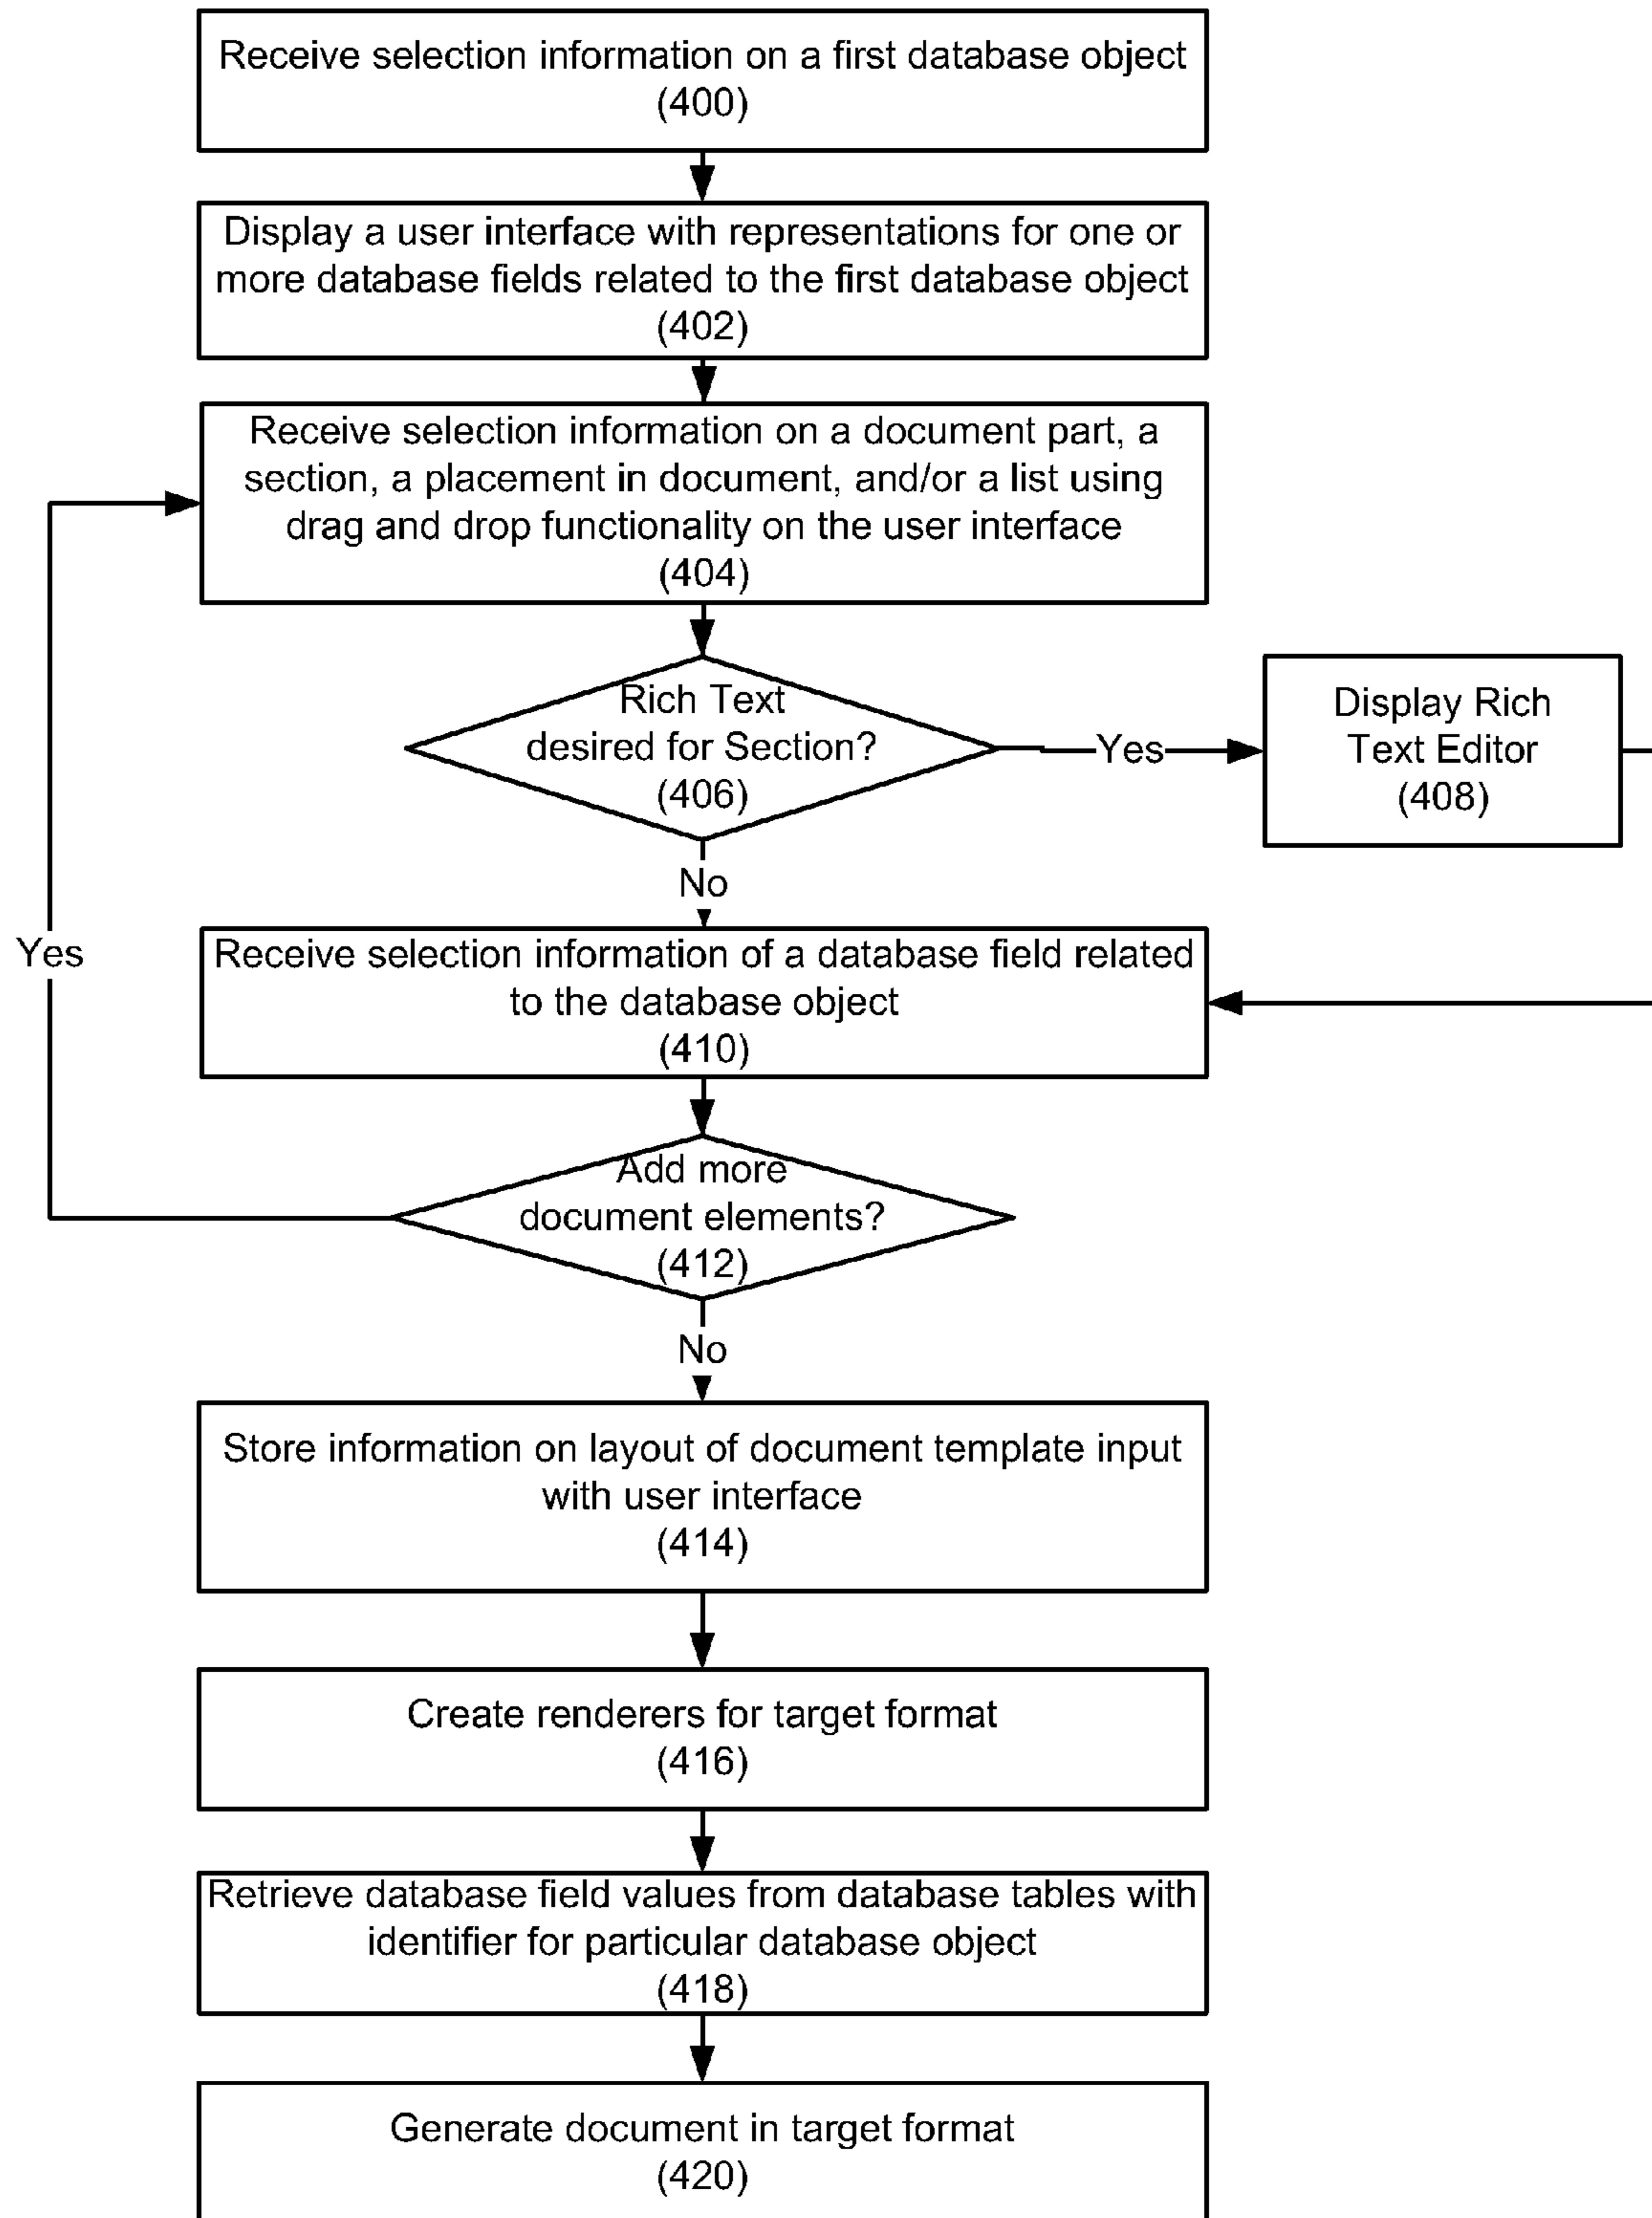 Receive selection information on a first database object
(400)
Display a user interface with representations for one or
more database fields related to the first database object
(402)
Receive selection information on a document part, a
section, a placement in document, and/or a list using
drag and drop functionality on the user interface
(404)
Rich Text
desired for Section?
(406)
Yes
Display Rich
Text Editor
(408)
No
Yes
Receive selection information of a database field related
to the database object
(410)
Add more
document elements?
(412)
No
Store information on layout of document template input
with user interface
(414)
Create renderers for target format
(416)
Retrieve database field values from database tables with
identifier for particular database object
(418)
Generate document in target format
(420)